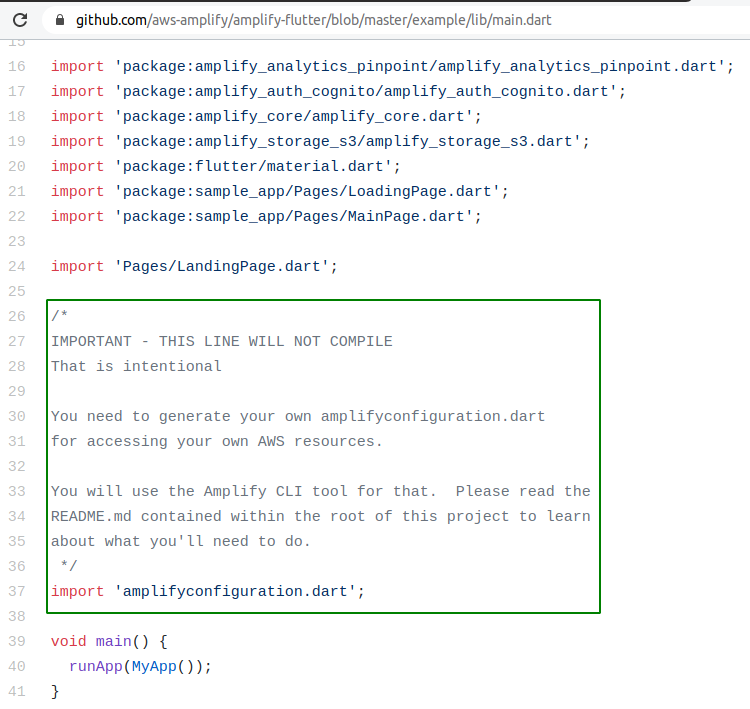 github.com/aws-amplify/amplify-flutter/blob/master/example/lib/main.dart
15
16 import 'package:amplify_analytics_pinpoint/amplify_analytics_pinpoint.dart';
17 import 'package:amplify_auth_cognito/amplify_auth_cognito.dart';
18 import 'package:amplify_core/amplify_core.dart';
19 import 'package:amplify_storage_s3/amplify_storage_s3.dart';
20 import 'package:flutter/material.dart';
21 import 'package:sample_app/Pages/LoadingPage.dart';
22 import 'package:sample_app/Pages/MainPage.dart';
23
24 import 'Pages/LandingPage.dart';
25
26 /*
27 IMPORTANT - THIS LINE WILL NOT COMPILE
28 That is intentional
29
30 You need to generate your own amplifyconfiguration.dart
31 for accessing your own AWS resources.
32
33 You will use the Amplify CLI tool for that.  Please read the
34 README.md contained within the root of this project to learn
35 about what you'll need to do.
36  */
37 import 'amplifyconfiguration.dart';
38
39 void main() {
40   runApp(MyApp());
41 }